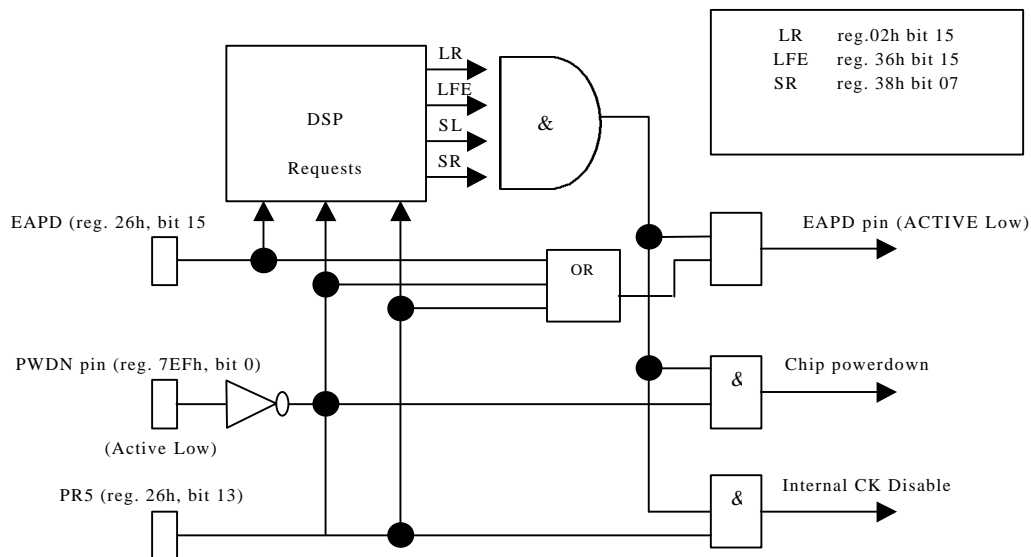 LR reg.02h bit 15
LFE reg. 36h bit 15
SR reg. 38h bit 07
LR
LFE
SL
SR
DSP
Requests
&
EAPD (reg. 26h, bit 15
EAPD pin (ACTIVE Low)
OR
PWDN pin (reg. 7EFh, bit 0)
Chip powerdown
&
(Active Low)
PR5 (reg. 26h, bit 13)
Internal CK Disable
&